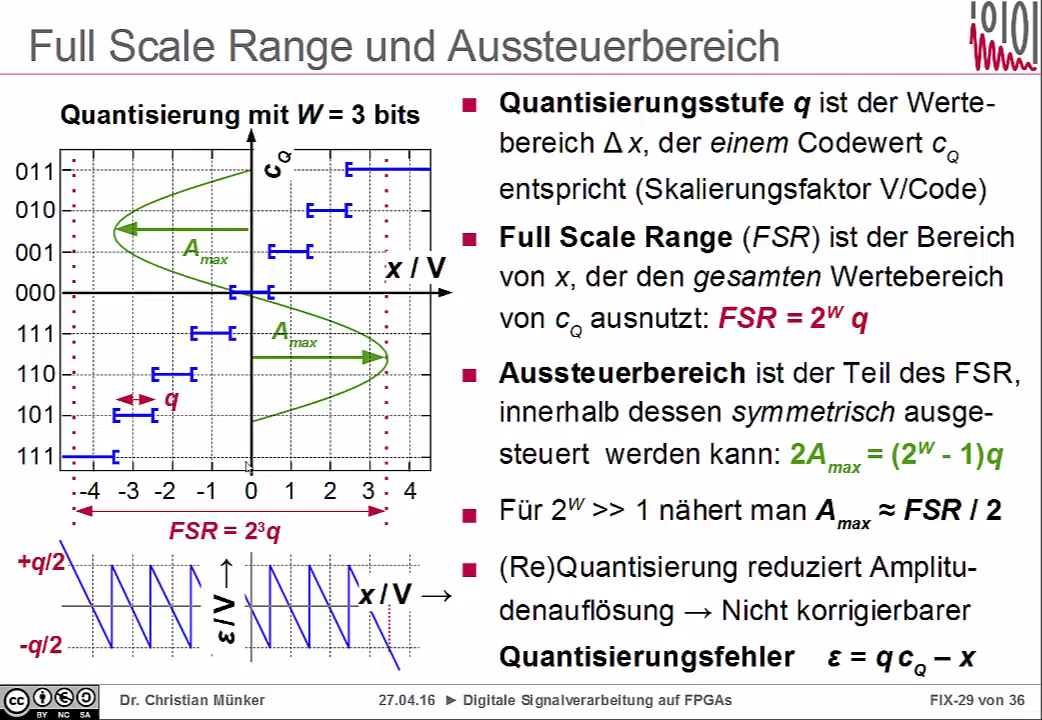 Full Scale Range und Aussteuerbereich
Quantisierung mit W = 3 bits
c_Q
011
010
001
000
111
110
101
111
A_max
x / V
A_max
q
-4 -3 -2 -1 0 1 2 3 4
FSR = 2³q
+q/2
-q/2
ε / V →
x / V →
■ Quantisierungsstufe q ist der Werte-
bereich Δ x, der einem Codewert c_Q
entspricht (Skalierungsfaktor V/Code)
■ Full Scale Range (FSR) ist der Bereich
von x, der den gesamten Wertebereich
von c_Q ausnutzt: FSR = 2^W q
■ Aussteuerbereich ist der Teil des FSR,
innerhalb dessen symmetrisch ausge-
steuert werden kann: 2A_max = (2^W - 1)q
■ Für 2^W >> 1 nähert man A_max ≈ FSR / 2
■ (Re)Quantisierung reduziert Amplitu-
denauflösung → Nicht korrigierbarer
Quantisierungsfehler ε = q c_Q – x
cc BY NC SA
Dr. Christian Münker
27.04.16 ► Digitale Signalverarbeitung auf FPGAs
FIX-29 von 36